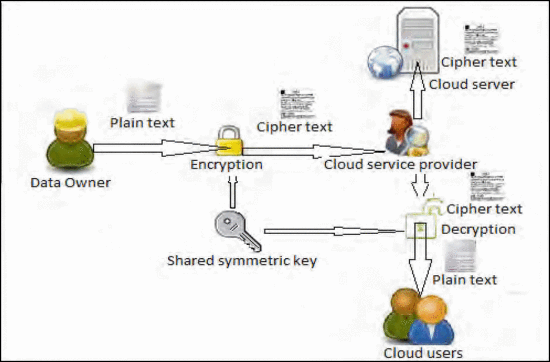 Cipher text
Cloud server
Plain text
Cipher text
Data Owner
Encryption
Cloud service provider
Cipher text
Decryption
Shared symmetric key
Plain text
Cloud users